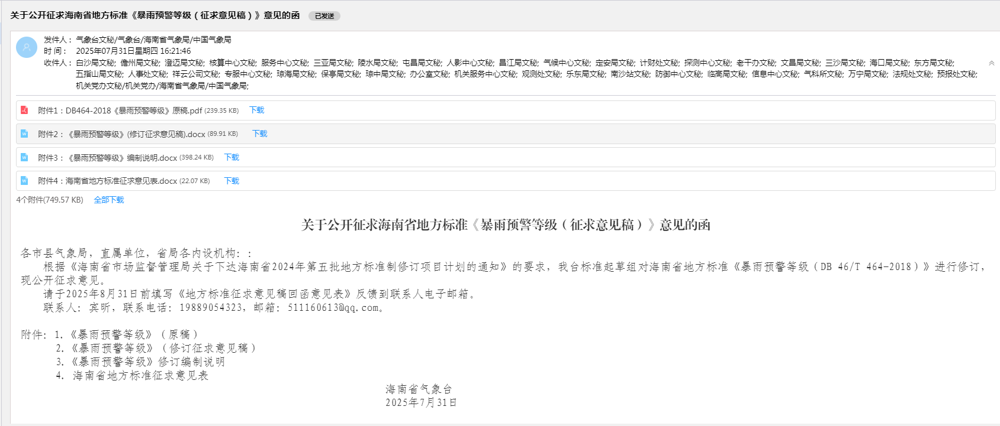 关于公开征求海南省地方标准《暴雨预警等级（征求意见稿）》意见的函 已发送
发件人： 气象台文秘/气象台/海南省气象局/中国气象局
时 间： 2025年07月31日星期四 16:21:46
收件人： 白沙局文秘; 儋州局文秘; 澄迈局文秘; 核算中心文秘; 服务中心文秘; 三亚局文秘; 陵水局文秘; 屯昌局文秘; 人影中心文秘; 昌江局文秘; 气候中心文秘; 定安局文秘; 计财处文秘; 探测中心文秘; 老干办文秘; 文昌局文秘; 三沙局文秘; 海口局文秘; 东方局文秘;
五指山局文秘; 人事处文秘; 祥云公司文秘; 专服中心文秘; 琼海局文秘; 保亭局文秘; 琼中局文秘; 办公室文秘; 机关服务中心文秘; 观测处文秘; 乐东局文秘; 南沙站文秘; 防御中心文秘; 临高局文秘; 信息中心文秘; 气科所文秘; 万宁局文秘; 法规处文秘; 预报处文秘;
机关党办文秘/机关党办/海南省气象局/中国气象局;
附件1：DB464-2018《暴雨预警等级》原稿.pdf (239.35 KB) 下载
附件2：《暴雨预警等级》(修订征求意见稿).docx (89.91 KB) 下载
附件3：《暴雨预警等级》编制说明.docx (398.24 KB) 下载
附件4：海南省地方标准征求意见表.docx (22.07 KB) 下载
4个附件(749.57 KB) 全部下载
关于公开征求海南省地方标准《暴雨预警等级（征求意见稿）》意见的函
各市县气象局，直属单位，省局各内设机构：：
根据《海南省市场监督管理局关于下达海南省2024年第五批地方标准制修订项目计划的通知》的要求，我台标准起草组对海南省地方标准《暴雨预警等级（DB 46/T 464-2018）》进行修订，
现公开征求意见。
请于2025年8月31日前填写《地方标准征求意见稿回函意见表》反馈到联系人电子邮箱。
联系人：宾昕，联系电话：19889054323，邮箱：511160613@qq.com。
附件：1.《暴雨预警等级》（原稿）
2.《暴雨预警等级》（修订征求意见稿）
3.《暴雨预警等级》修订编制说明
4. 海南省地方标准征求意见表
海南省气象台
2025年7月31日